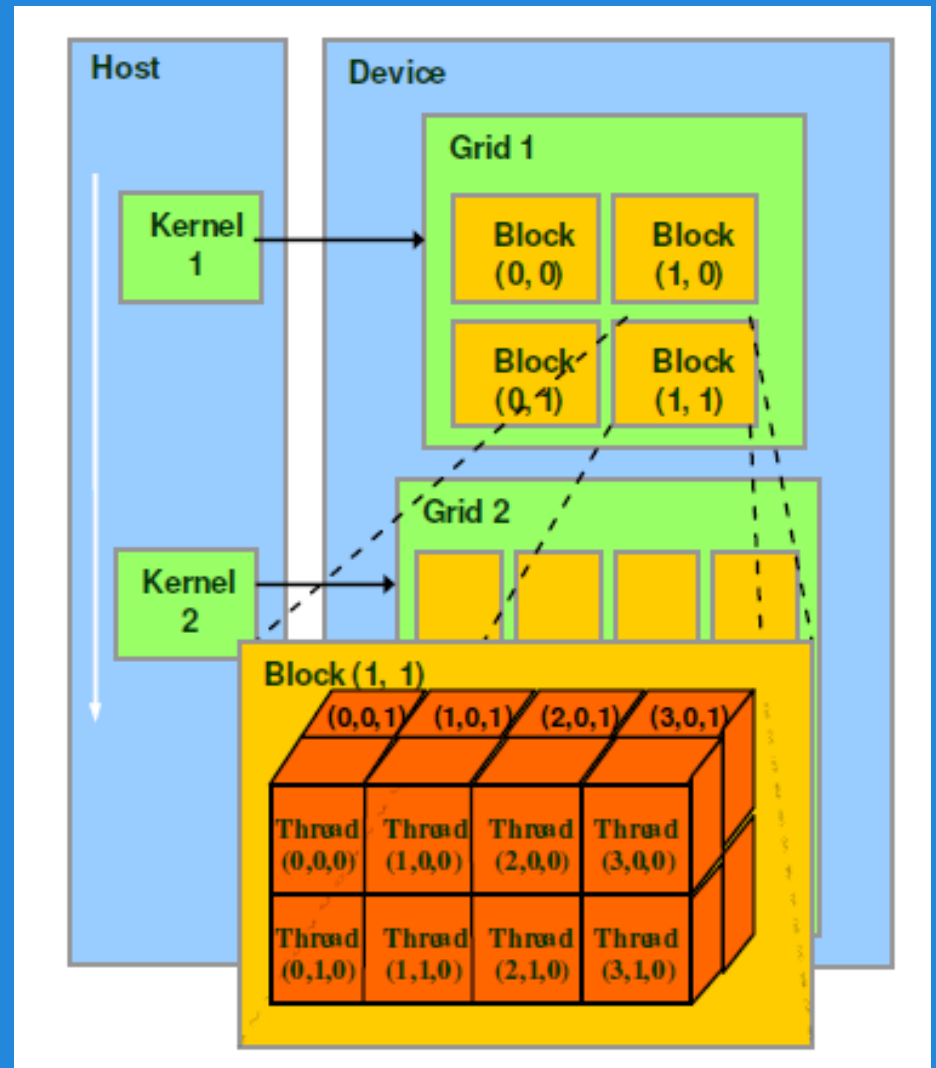 Host
Device
Grid 1
Kernel
1
Block
(0, 0)
Block
(1, 0)
Block
(0, 1)
Block
(1, 1)
Grid 2
Kernel
2
Block (1, 1)
(0,0,1) (1,0,1) (2,0,1) (3,0,1)
Thread
(0,0,0)
Thread
(1,0,0)
Thread
(2,0,0)
Thread
(3,0,0)
Thread
(0,1,0)
Thread
(1,1,0)
Thread
(2,1,0)
Thread
(3,1,0)